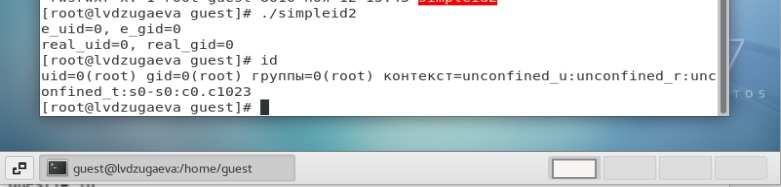 [root@lvdzugaeva guest]# ./simpleid2
e_uid=0, e_gid=0
real_uid=0, real_gid=0
[root@lvdzugaeva guest]# id
uid=0(root) gid=0(root) группы=0(root) контекст=unconfined_u:unconfined_r:unc
onfined_t:s0-s0:c0.c1023
[root@lvdzugaeva guest]#
7
TOS
guest@lvdzugaeva:/home/guest